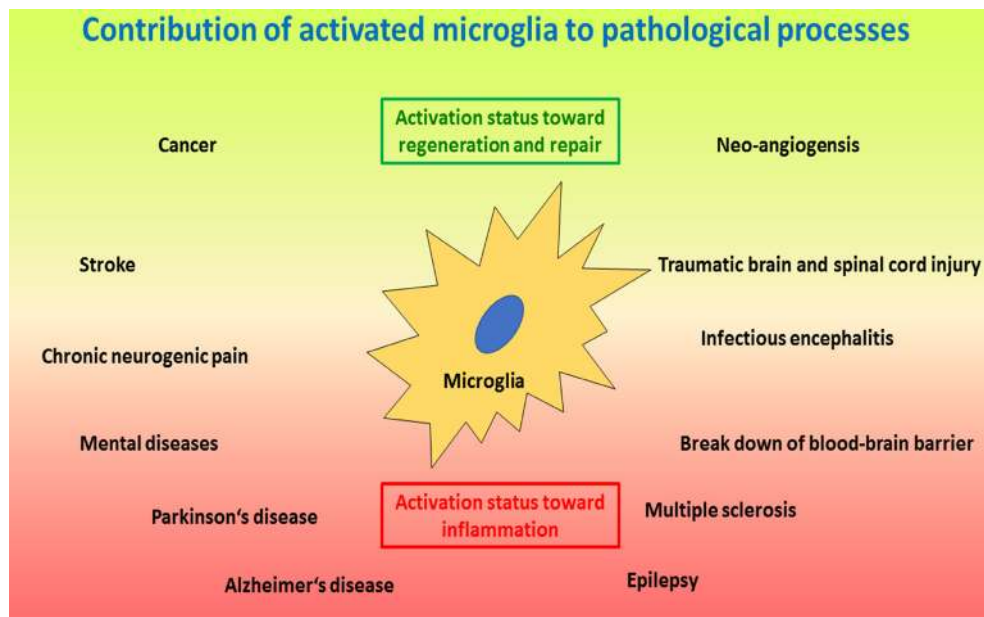 Contribution of activated microglia to pathological processes
Activation status toward
regeneration and repair
Cancer
Neo-angiogensis
Stroke
Traumatic brain and spinal cord injury
Infectious encephalitis
Chronic neurogenic pain
Microglia
Mental diseases
Break down of blood-brain barrier
Activation status toward
inflammation
Parkinson‘s disease
Multiple sclerosis
Alzheimer‘s disease
Epilepsy